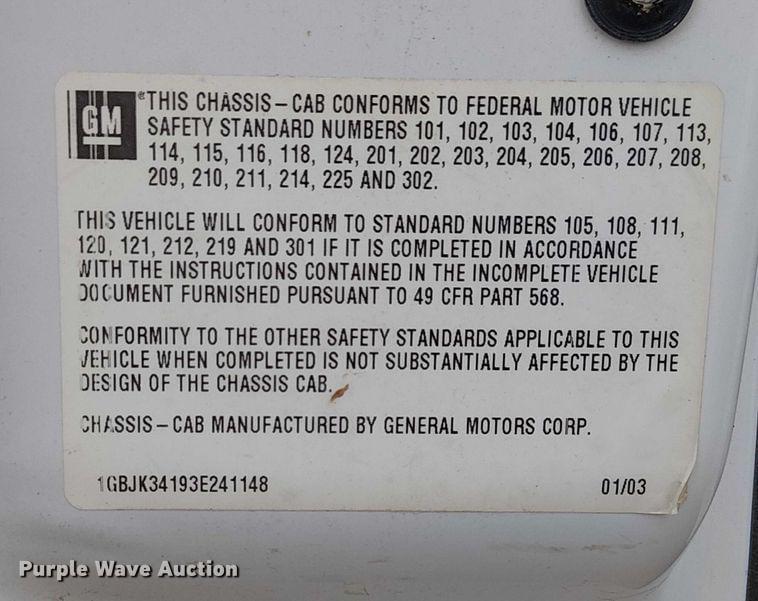 GM
THIS CHASSIS-CAB CONFORMS TO FEDERAL MOTOR VEHICLE
SAFETY STANDARD NUMBERS 101, 102, 103, 104, 106, 107, 113,
114, 115, 116, 118, 124, 201, 202, 203, 204, 205, 206, 207, 208,
209, 210, 211, 214, 225 AND 302.
THIS VEHICLE WILL CONFORM TO STANDARD NUMBERS 105, 108, 111,
120, 121, 212, 219 AND 301 IF IT IS COMPLETED IN ACCORDANCE
WITH THE INSTRUCTIONS CONTAINED IN THE INCOMPLETE VEHICLE
DOCUMENT FURNISHED PURSUANT TO 49 CFR PART 568.
CONFORMITY TO THE OTHER SAFETY STANDARDS APPLICABLE TO THIS
VEHICLE WHEN COMPLETED IS NOT SUBSTANTIALLY AFFECTED BY THE
DESIGN OF THE CHASSIS CAB.
CHASSIS-CAB MANUFACTURED BY GENERAL MOTORS CORP.
1GBJK34193E241148 01/03
Purple Wave Auction